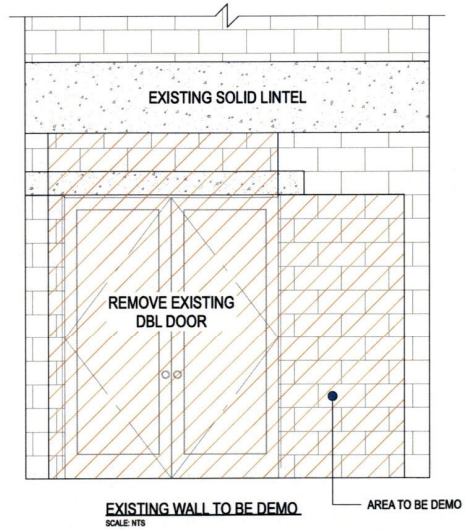 EXISTING SOLID LINTEL
REMOVE EXISTING
DBL DOOR
EXISTING WALL TO BE DEMO
SCALE: NTS
AREA TO BE DEMO